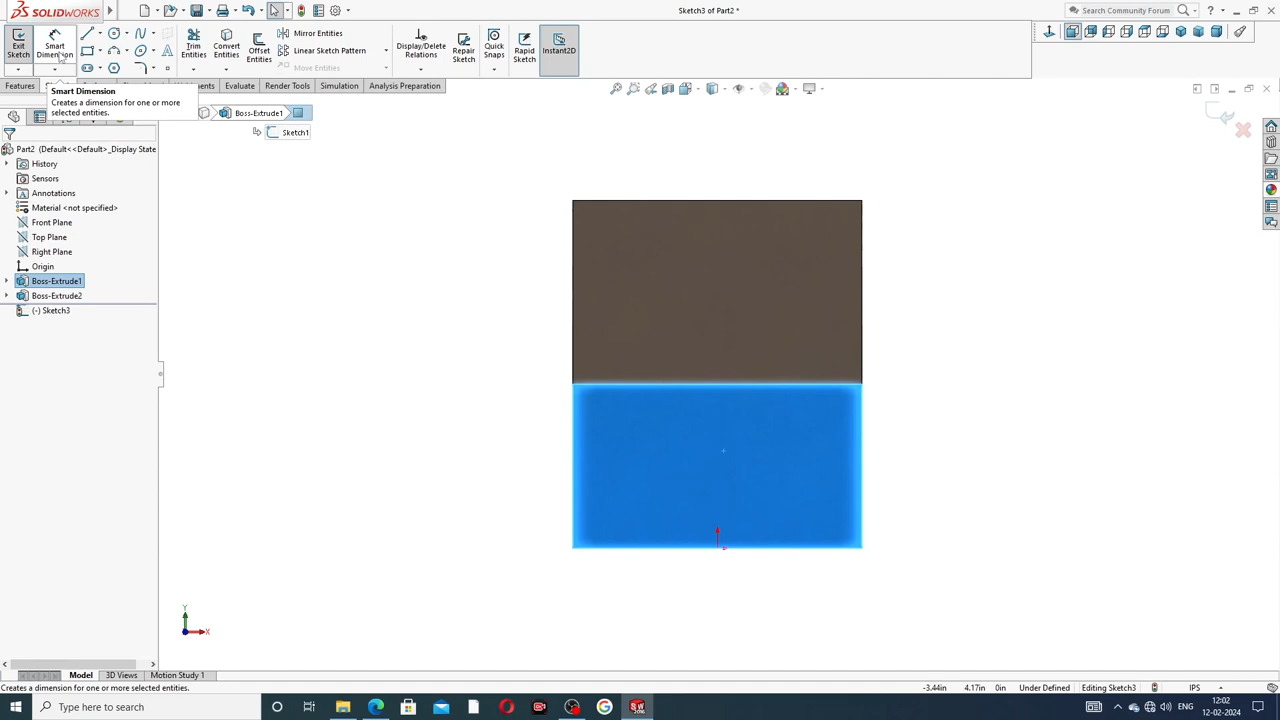 SOLIDWORKS
Sketch3 of Part2 *
Search Community Forum
Exit Sketch
Smart Dimension
Trim Entities
Convert Entities
Offset Entities
Mirror Entities
Linear Sketch Pattern
Move Entities
Display/Delete Relations
Repair Sketch
Quick Snaps
Rapid Sketch
Instant2D
Features
Evaluate
Render Tools
Simulation
Analysis Preparation
Smart Dimension
Creates a dimension for one or more selected entities.
Boss-Extrude1
Sketch1
Part2 (Default<<Default>_Display State
History
Sensors
Annotations
Material <not specified>
Front Plane
Top Plane
Right Plane
Origin
Boss-Extrude1
Boss-Extrude2
(-) Sketch3
Y
X
Model
3D Views
Motion Study 1
Creates a dimension for one or more selected entities.
-3.44in
4.17in
0in
Under Defined
Editing Sketch3
IPS
Type here to search
ENG
12:02
12-02-2024